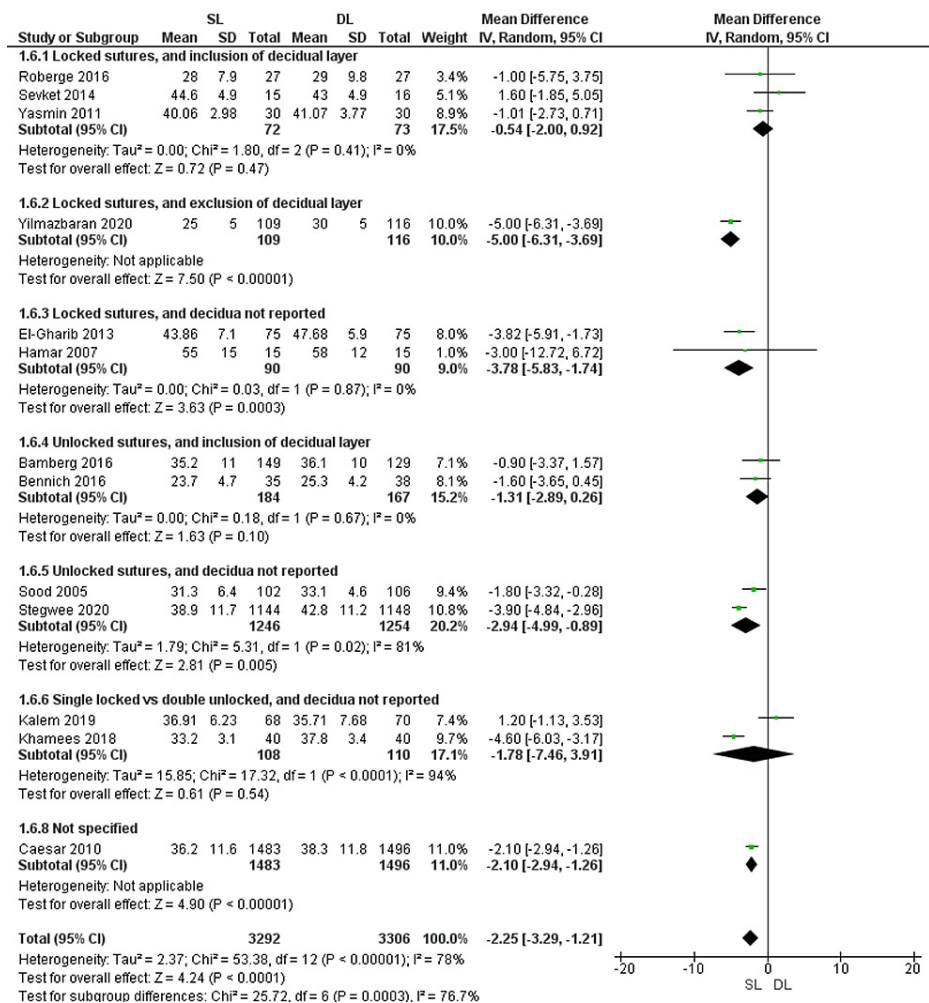 SL DL Mean Difference Mean Difference
Study or Subgroup Mean SD Total Mean SD Total Weight IV, Random, 95% CI IV, Random, 95% CI
1.6.1 Locked sutures, and inclusion of decidual layer
Roberge 2016 28 7.9 27 29 9.8 27 3.4% -1.00 [-5.75, 3.75]
Sevket 2014 44.6 4.9 15 43 4.9 16 5.1% 1.60 [-1.85, 5.05]
Yasmin 2011 40.06 2.98 30 41.07 3.77 30 8.9% -1.01 [-2.73, 0.71]
Subtotal (95% CI) 72 73 17.5% -0.54 [-2.00, 0.92]
Heterogeneity: Tau² = 0.00; Chi² = 1.80, df = 2 (P = 0.41); I² = 0%
Test for overall effect: Z = 0.72 (P = 0.47)
1.6.2 Locked sutures, and exclusion of decidual layer
Yilmazbaran 2020 25 5 109 30 5 116 10.0% -5.00 [-6.31, -3.69]
Subtotal (95% CI) 109 116 10.0% -5.00 [-6.31, -3.69]
Heterogeneity: Not applicable
Test for overall effect: Z = 7.50 (P < 0.00001)
1.6.3 Locked sutures, and decidua not reported
El-Gharib 2013 43.86 7.1 75 47.68 5.9 75 8.0% -3.82 [-5.91, -1.73]
Hamar 2007 55 15 15 58 12 15 1.0% -3.00 [-12.72, 6.72]
Subtotal (95% CI) 90 90 9.0% -3.78 [-5.83, -1.74]
Heterogeneity: Tau² = 0.00; Chi² = 0.03, df = 1 (P = 0.87); I² = 0%
Test for overall effect: Z = 3.63 (P = 0.0003)
1.6.4 Unlocked sutures, and inclusion of decidual layer
Bamberg 2016 35.2 11 149 36.1 10 129 7.1% -0.90 [-3.37, 1.57]
Bennich 2016 23.7 4.7 35 25.3 4.2 38 8.1% -1.60 [-3.65, 0.45]
Subtotal (95% CI) 184 167 15.2% -1.31 [-2.89, 0.26]
Heterogeneity: Tau² = 0.00; Chi² = 0.18, df = 1 (P = 0.67); I² = 0%
Test for overall effect: Z = 1.63 (P = 0.10)
1.6.5 Unlocked sutures, and decidua not reported
Sood 2005 31.3 6.4 102 33.1 4.6 106 9.4% -1.80 [-3.32, -0.28]
Stegwee 2020 38.9 11.7 1144 42.8 11.2 1148 10.8% -3.90 [-4.84, -2.96]
Subtotal (95% CI) 1246 1254 20.2% -2.94 [-4.99, -0.89]
Heterogeneity: Tau² = 1.79; Chi² = 5.31, df = 1 (P = 0.02); I² = 81%
Test for overall effect: Z = 2.81 (P = 0.005)
1.6.6 Single locked vs double unlocked, and decidua not reported
Kalem 2019 36.91 6.23 68 35.71 7.68 70 7.4% 1.20 [-1.13, 3.53]
Khamees 2018 33.2 3.1 40 37.8 3.4 40 9.7% -4.60 [-6.03, -3.17]
Subtotal (95% CI) 108 110 17.1% -1.78 [-7.46, 3.91]
Heterogeneity: Tau² = 15.85; Chi² = 17.32, df = 1 (P < 0.0001); I² = 94%
Test for overall effect: Z = 0.61 (P = 0.54)
1.6.8 Not specified
Caesar 2010 36.2 11.6 1483 38.3 11.8 1496 11.0% -2.10 [-2.94, -1.26]
Subtotal (95% CI) 1483 1496 11.0% -2.10 [-2.94, -1.26]
Heterogeneity: Not applicable
Test for overall effect: Z = 4.90 (P < 0.00001)
Total (95% CI) 3292 3306 100.0% -2.25 [-3.29, -1.21]
Heterogeneity: Tau² = 2.37; Chi² = 53.38, df = 12 (P < 0.00001); I² = 78%
Test for overall effect: Z = 4.24 (P < 0.0001)
Test for subgroup differences: Chi² = 25.72, df = 6 (P = 0.0003), I² = 76.7%
-20 -10 0 10 20
SL DL